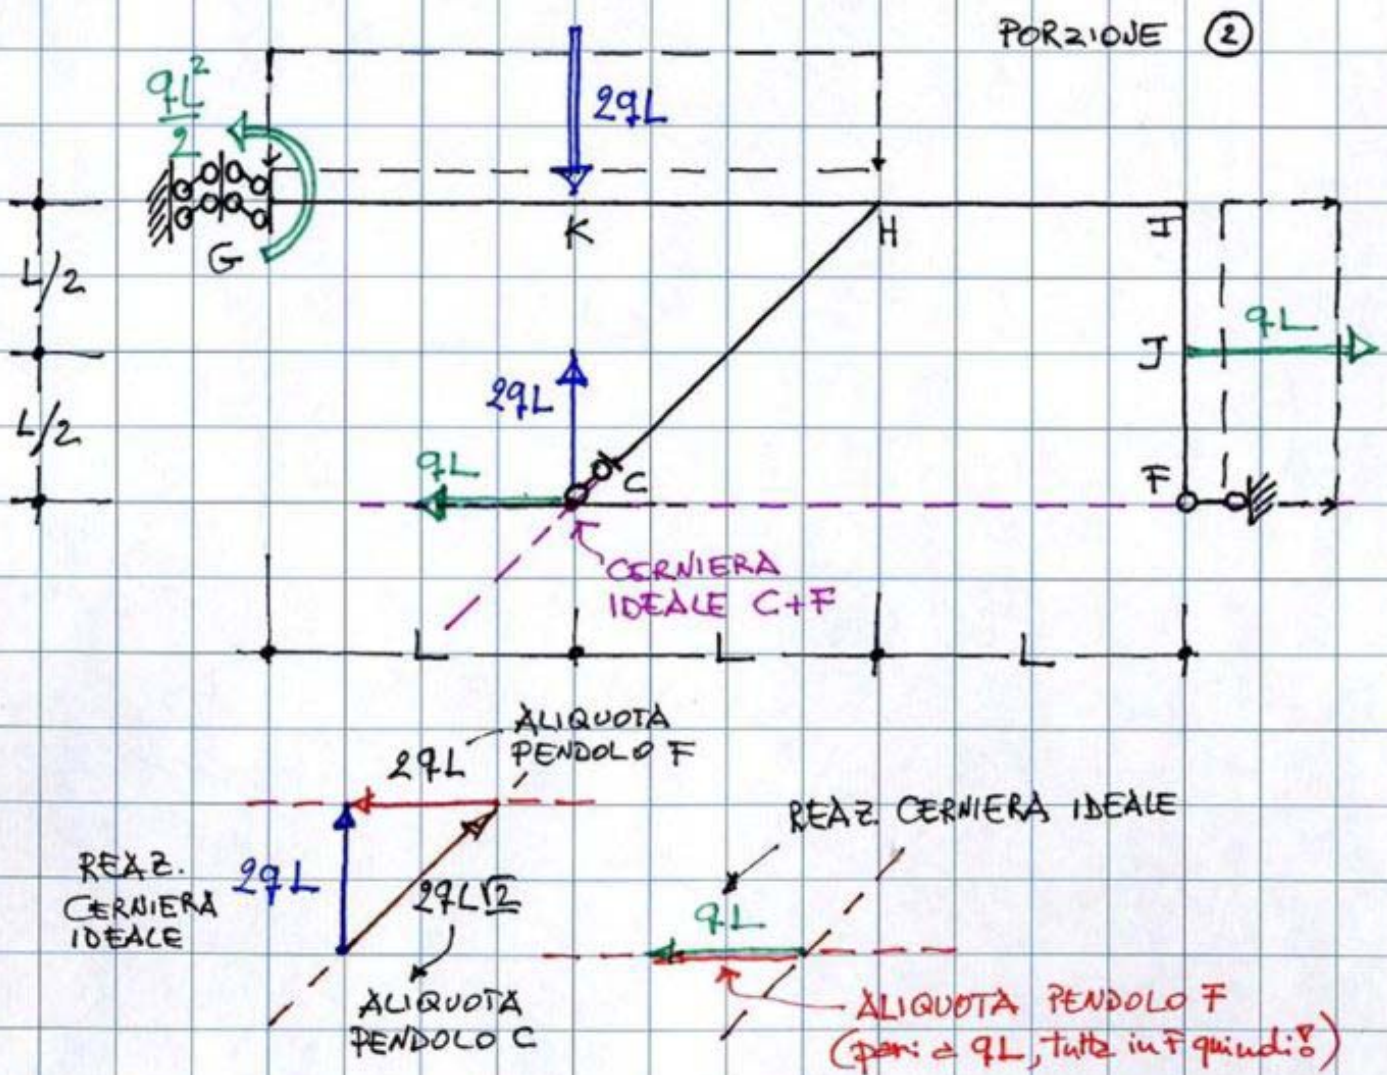 PORZIONE ②
qL²
2
2qL
G
K
H
I
L/2
qL
J
2qL
L/2
qL
C
F
CERNIERA
IDEALE C+F
L
L
L
ALIQUOTA
PENDOLO F
2qL
REAZ. CERNIERA IDEALE
REAZ.
CERNIERA
IDEALE
2qL
2qL√2
qL
ALIQUOTA
PENDOLO C
ALIQUOTA PENDOLO F
(pari a qL, tutta in F quindi!)